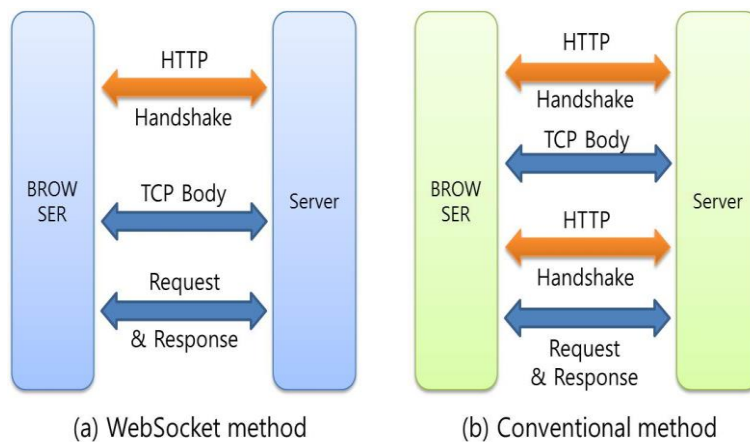 HTTP
Handshake
BROW
SER
TCP Body
Server
Request
& Response
(a) WebSocket method
HTTP
Handshake
TCP Body
BROW
SER
Server
HTTP
Handshake
Request
& Response
(b) Conventional method